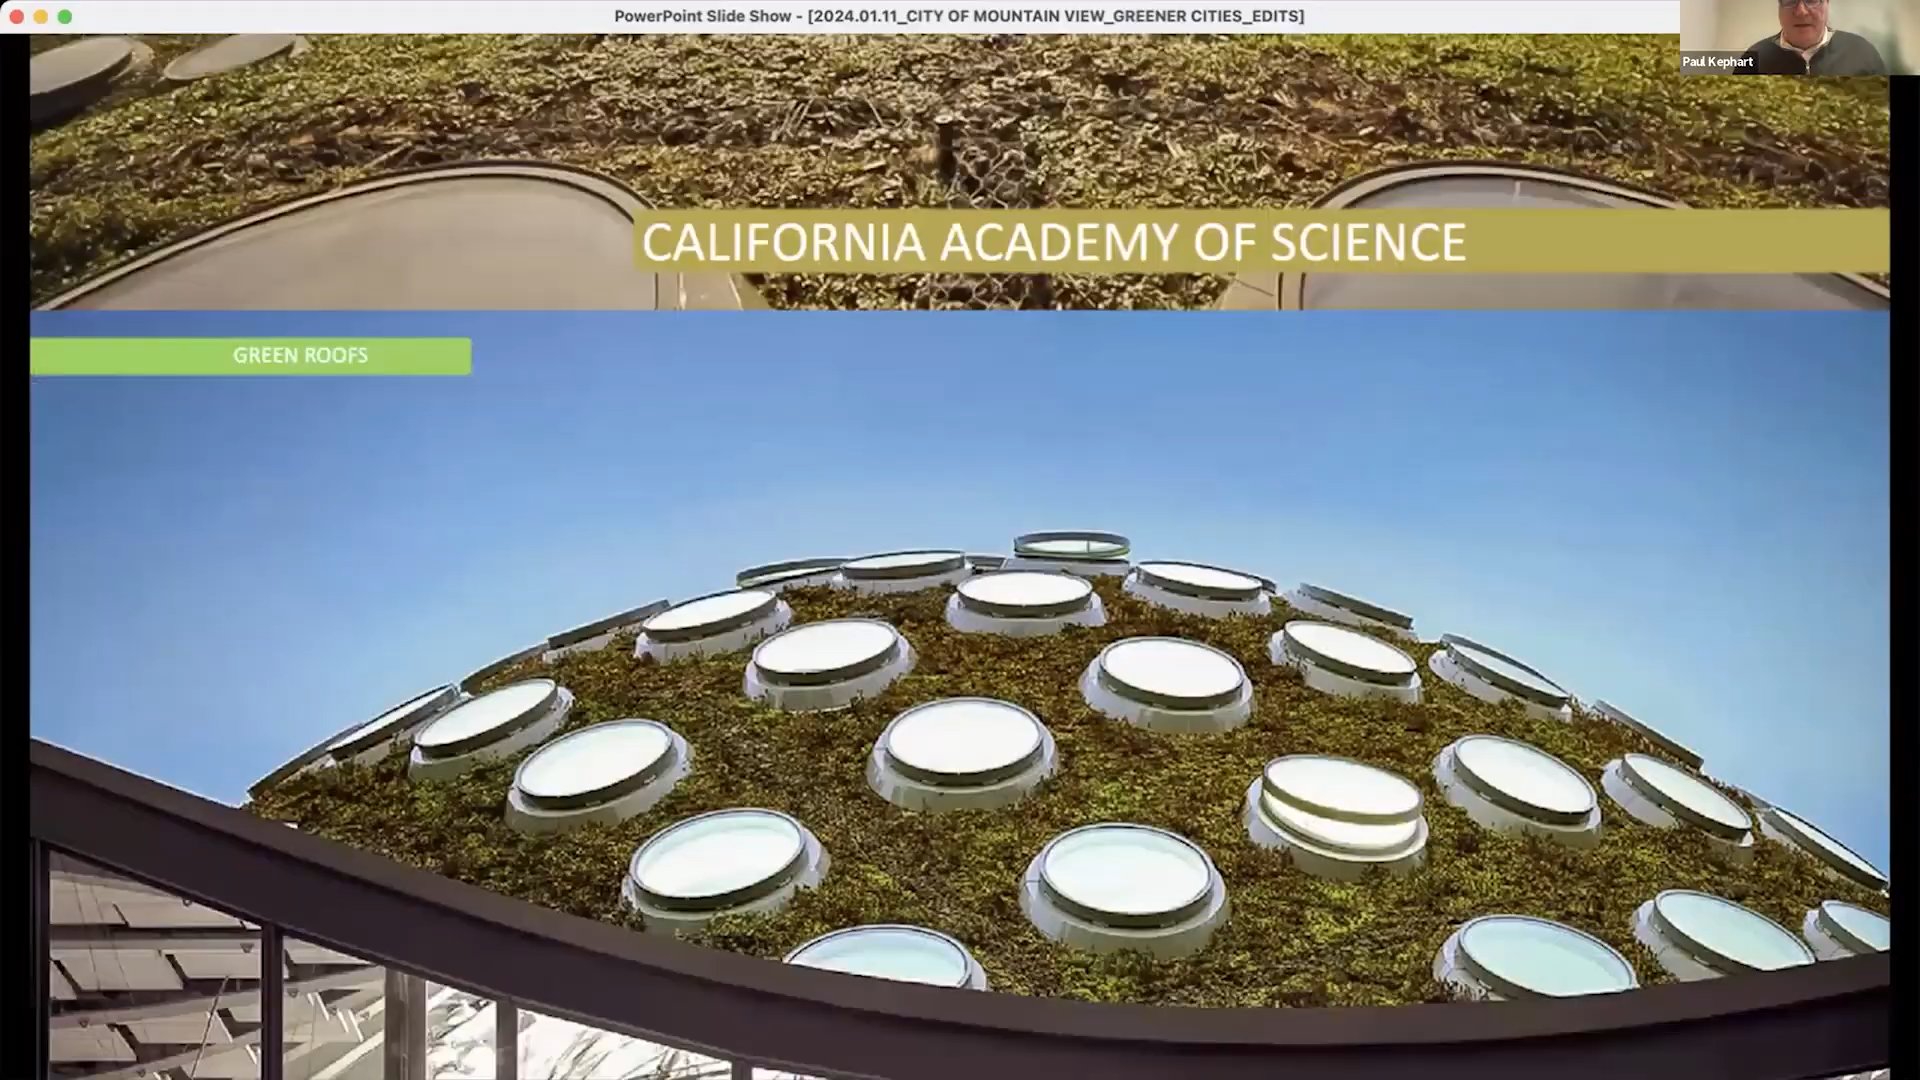 PowerPoint Slide Show - [2024.01.11_CITY OF MOUNTAIN VIEW_GREENER CITIES_EDITS]
Paul Kephart
CALIFORNIA ACADEMY OF SCIENCE
GREEN ROOFS